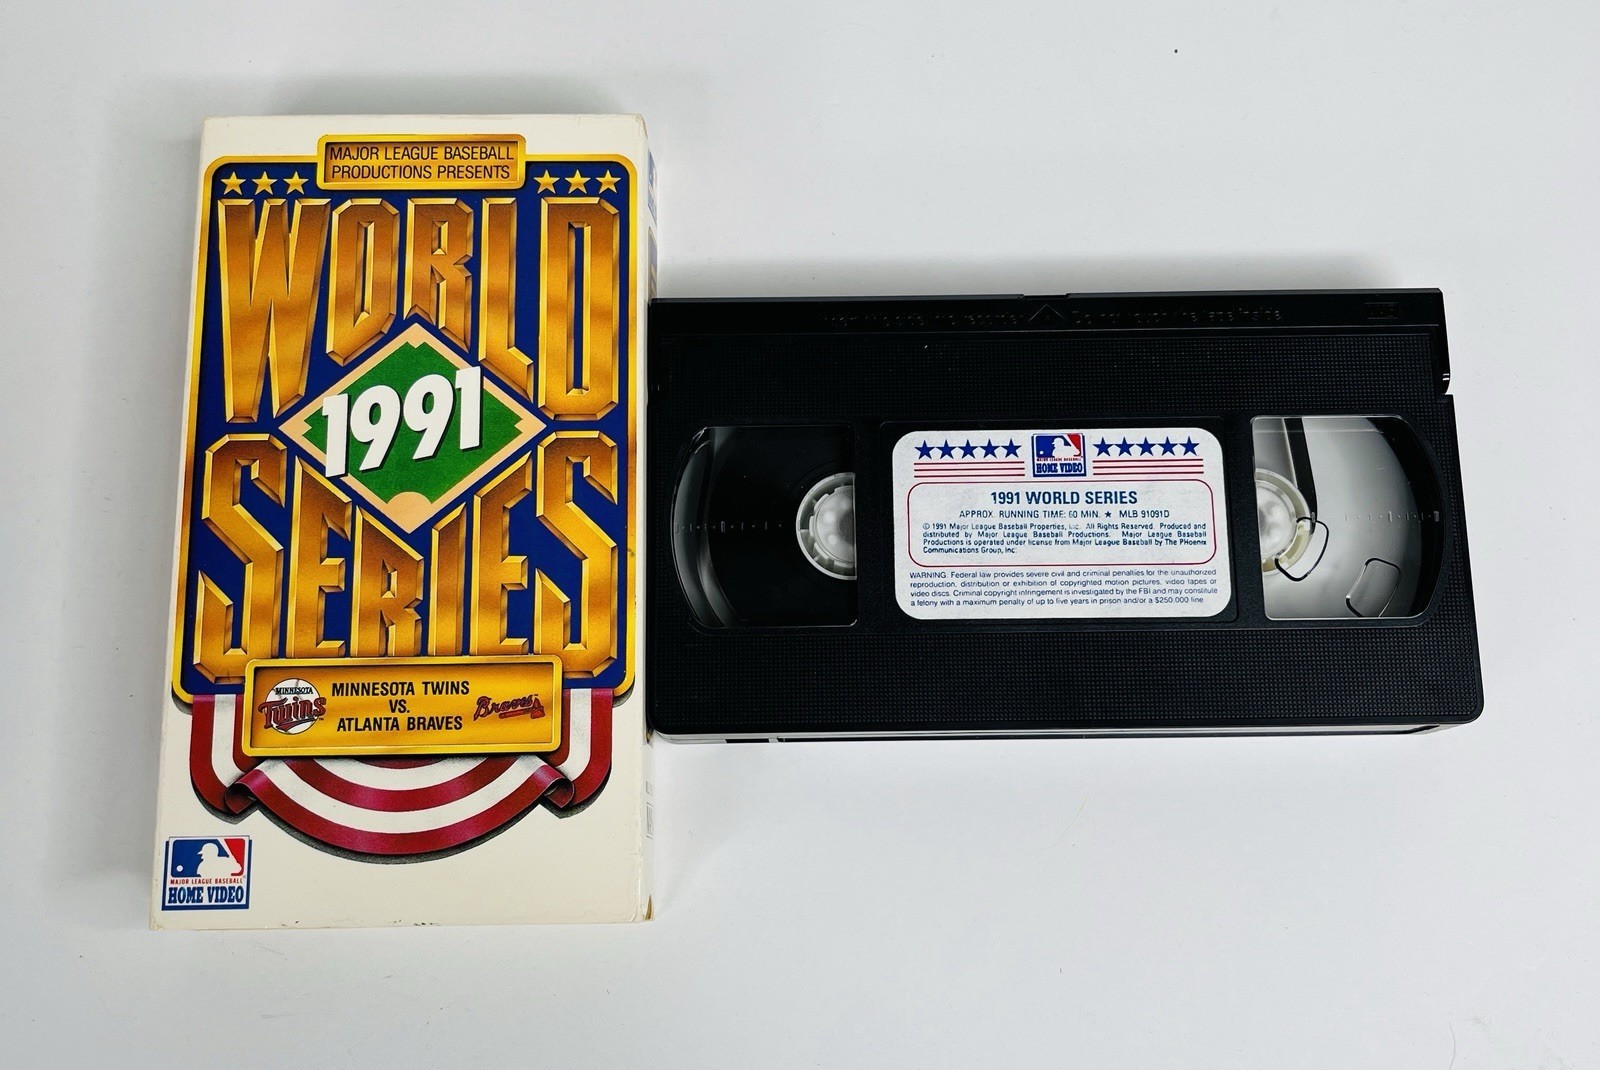 MAJOR LEAGUE BASEBALL
PRODUCTIONS PRESENTS
WORLD
1991
SERIES
MINNESOTA
Twins
MINNESOTA TWINS
VS.
ATLANTA BRAVES
Braves
MAJOR LEAGUE BASEBALL
HOME VIDEO
Do not touch the tape inside
MAJOR LEAGUE BASEBALL
HOME VIDEO
1991 WORLD SERIES
APPROX. RUNNING TIME: 60 MIN. ★ MLB 91091D
© 1991 Major League Baseball Properties, Inc. All Rights Reserved. Produced and
distributed by Major League Baseball Productions. Major League Baseball
Productions is operated under license from Major League Baseball by The PHoenix
Communications Group, Inc.
WARNING: Federal law provides severe civil and criminal penalties for the unauthorized
reproduction, distribution or exhibition of copyrighted motion pictures, video tapes or
video discs. Criminal copyright infringement is investigated by the FBI and may constitute
a felony with a maximum penalty of up to five years in prison and/or a $250,000 fine